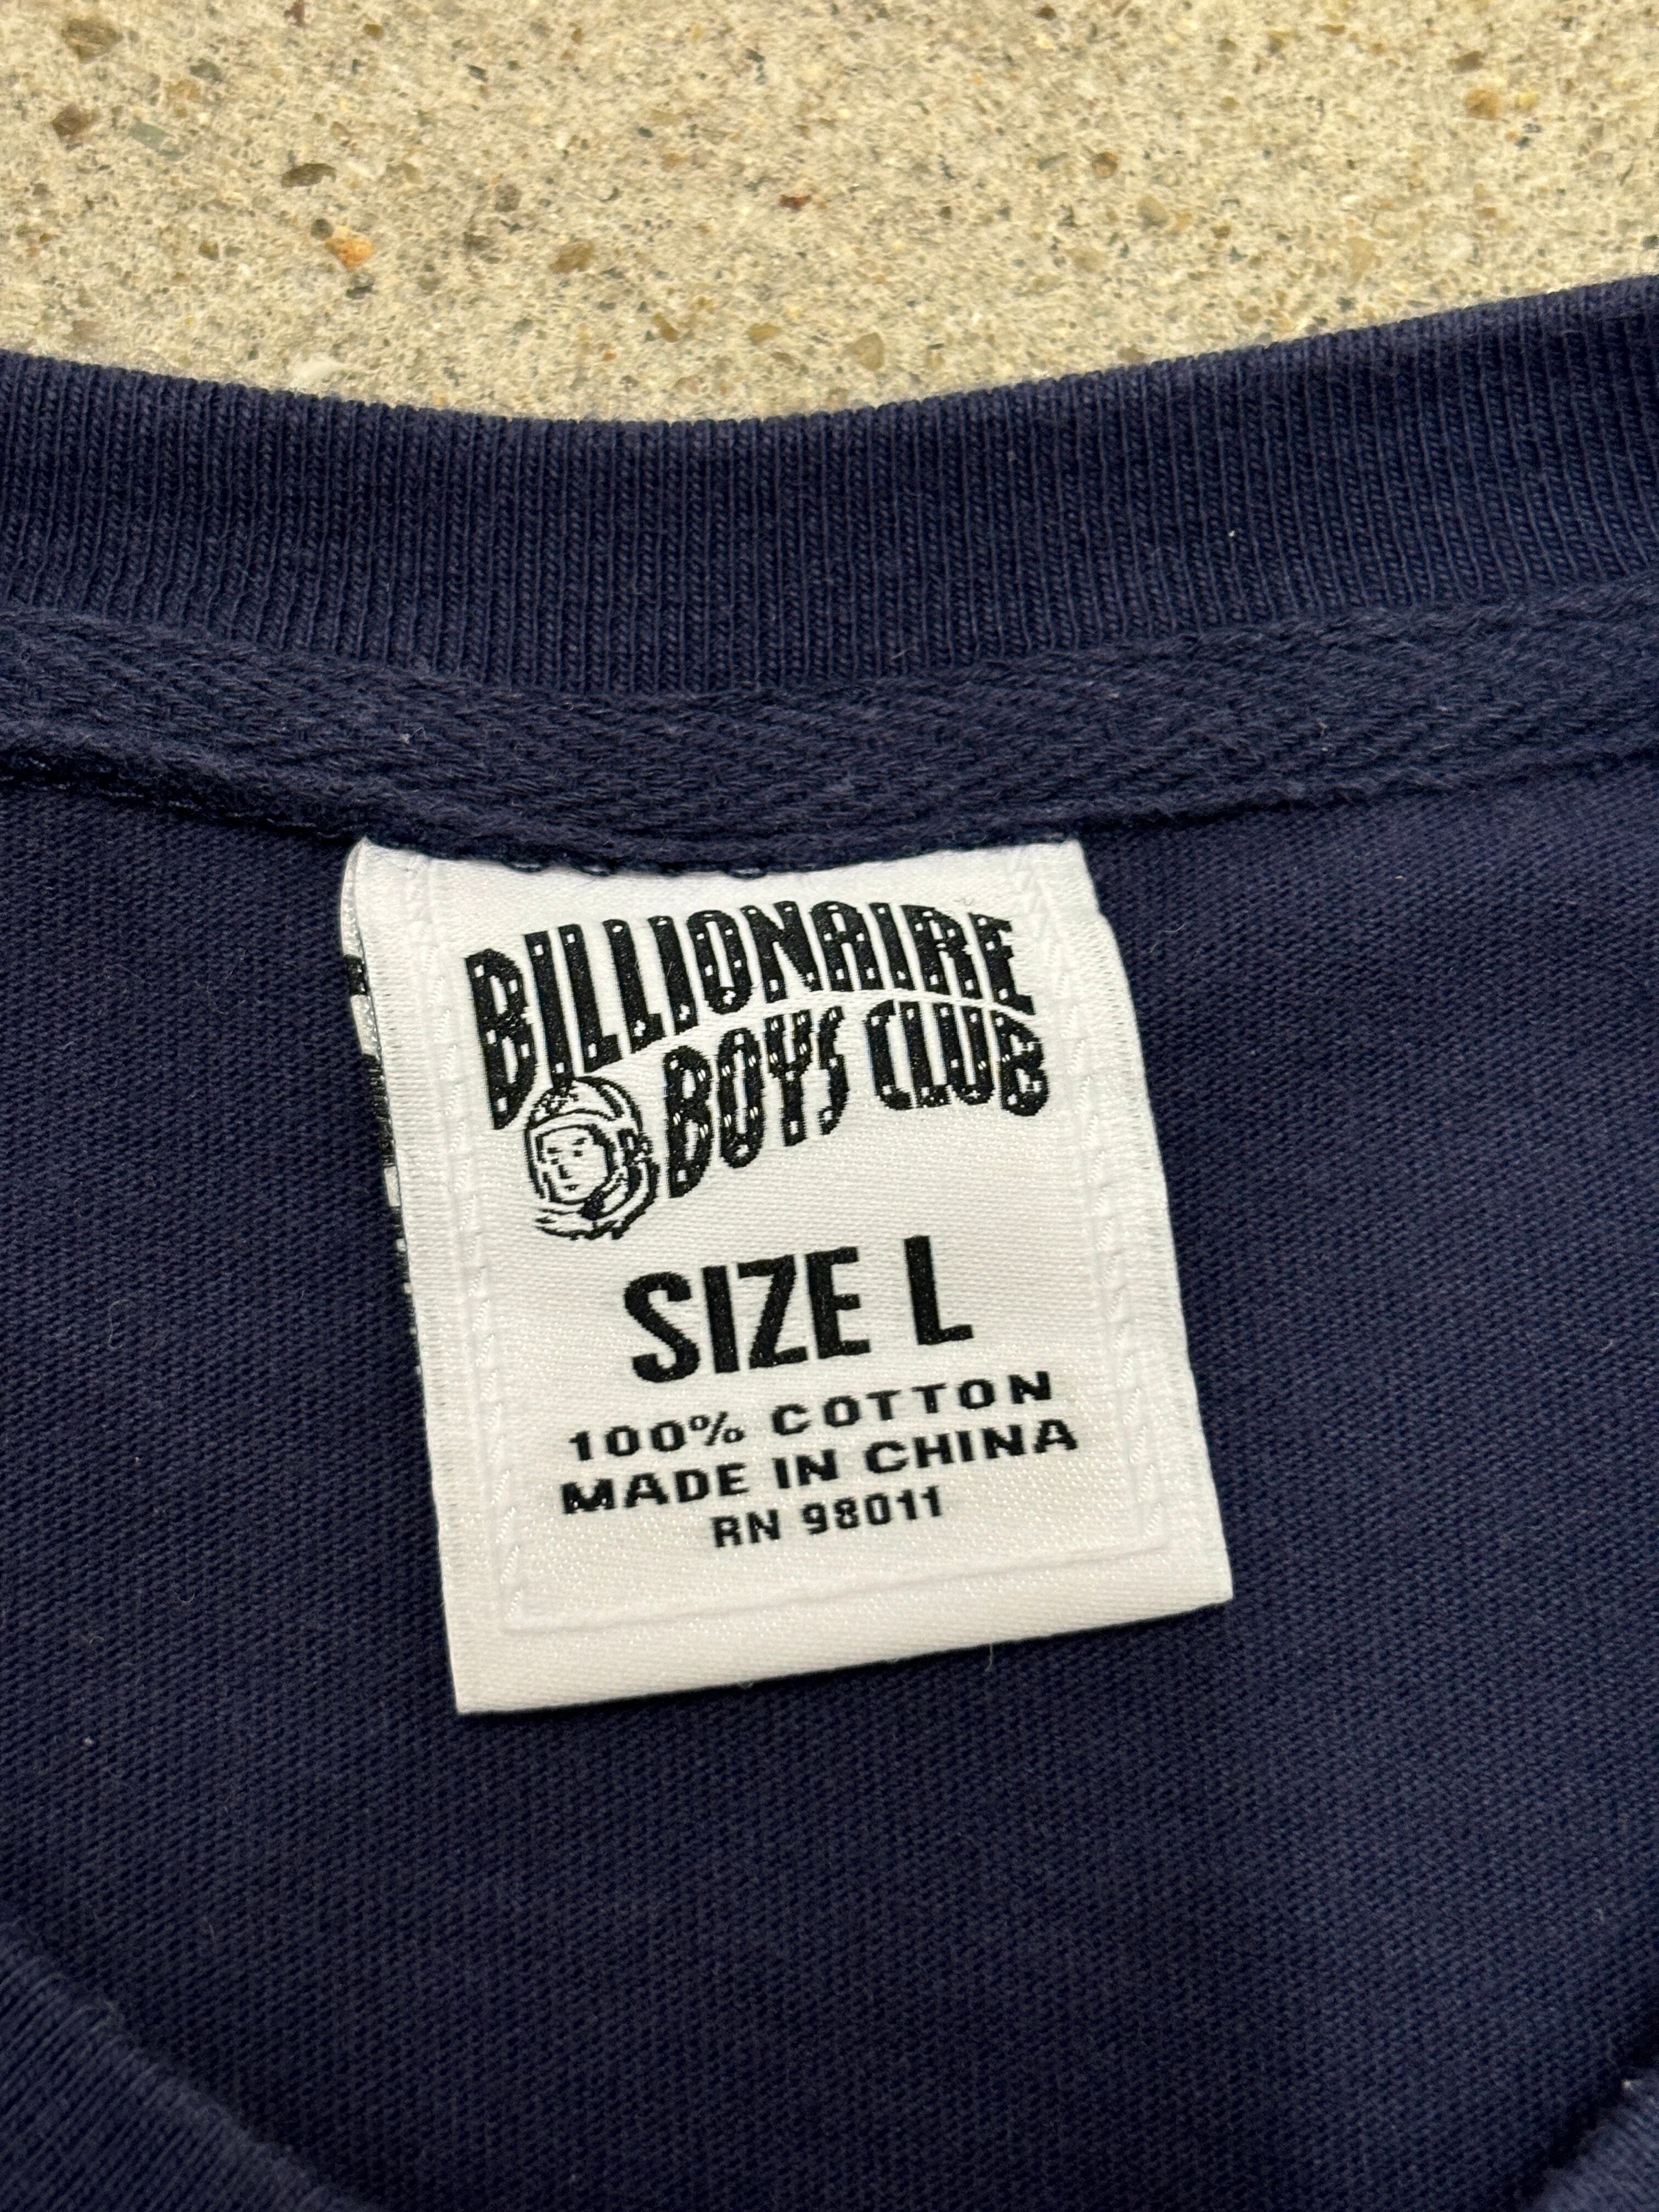 BILLIONAIRE
BOYS CLUB
SIZE L
100% COTTON
MADE IN CHINA
RN 98011